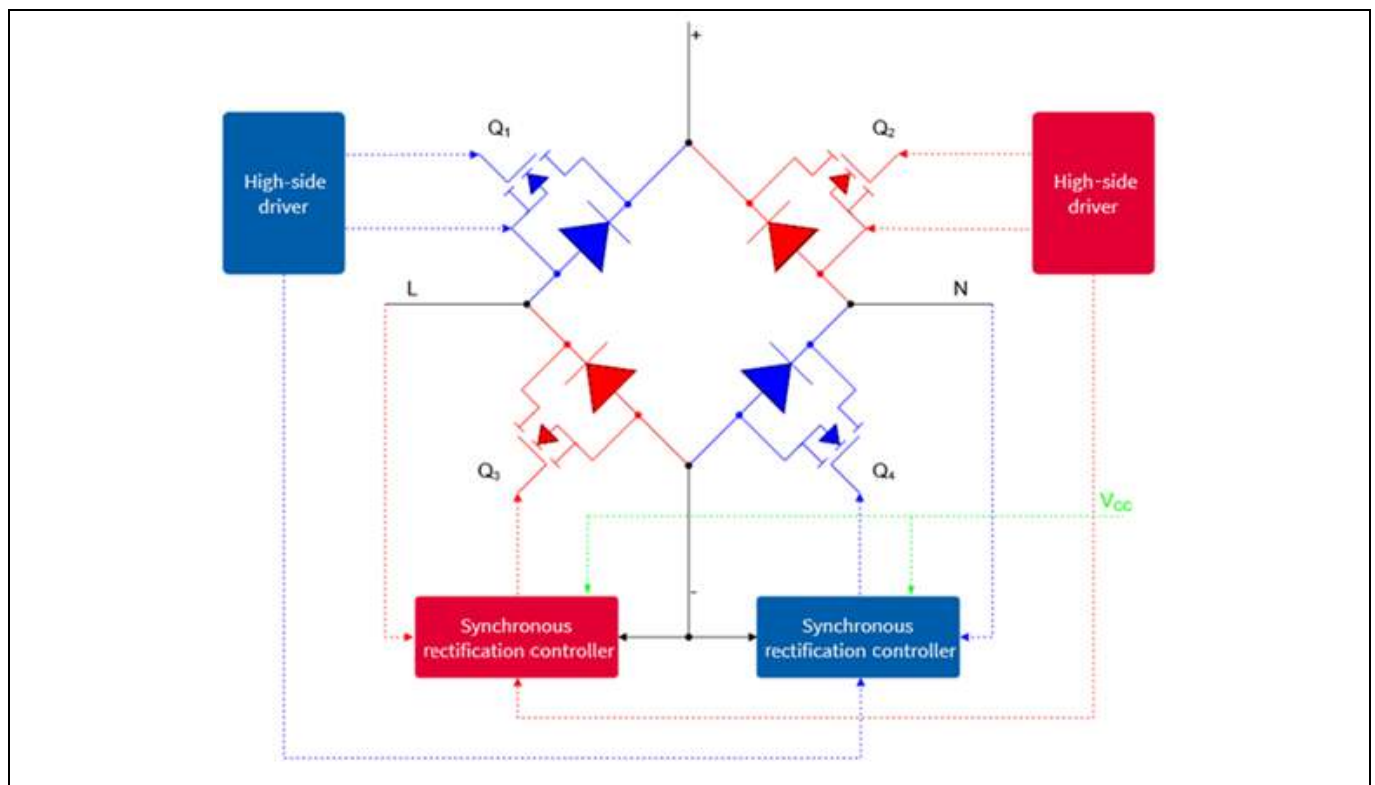 +
Q₁
Q₂
High-side
driver
High-side
driver
L
N
Q₃
Q₄
Vcc
-
Synchronous
rectification controller
Synchronous
rectification controller